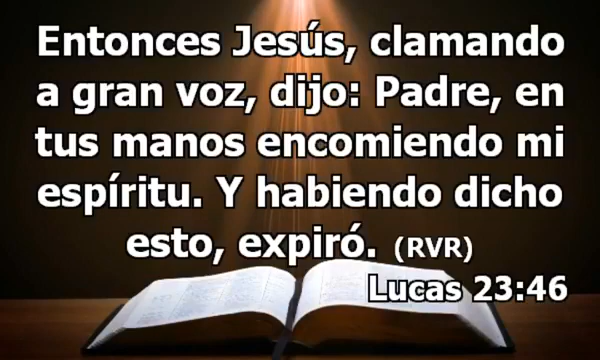 Entonces Jesús, clamando
a gran voz, dijo: Padre, en
tus manos encomiendo mi
espíritu. Y habiendo dicho
esto, expiró. (RVR)
Lucas 23:46